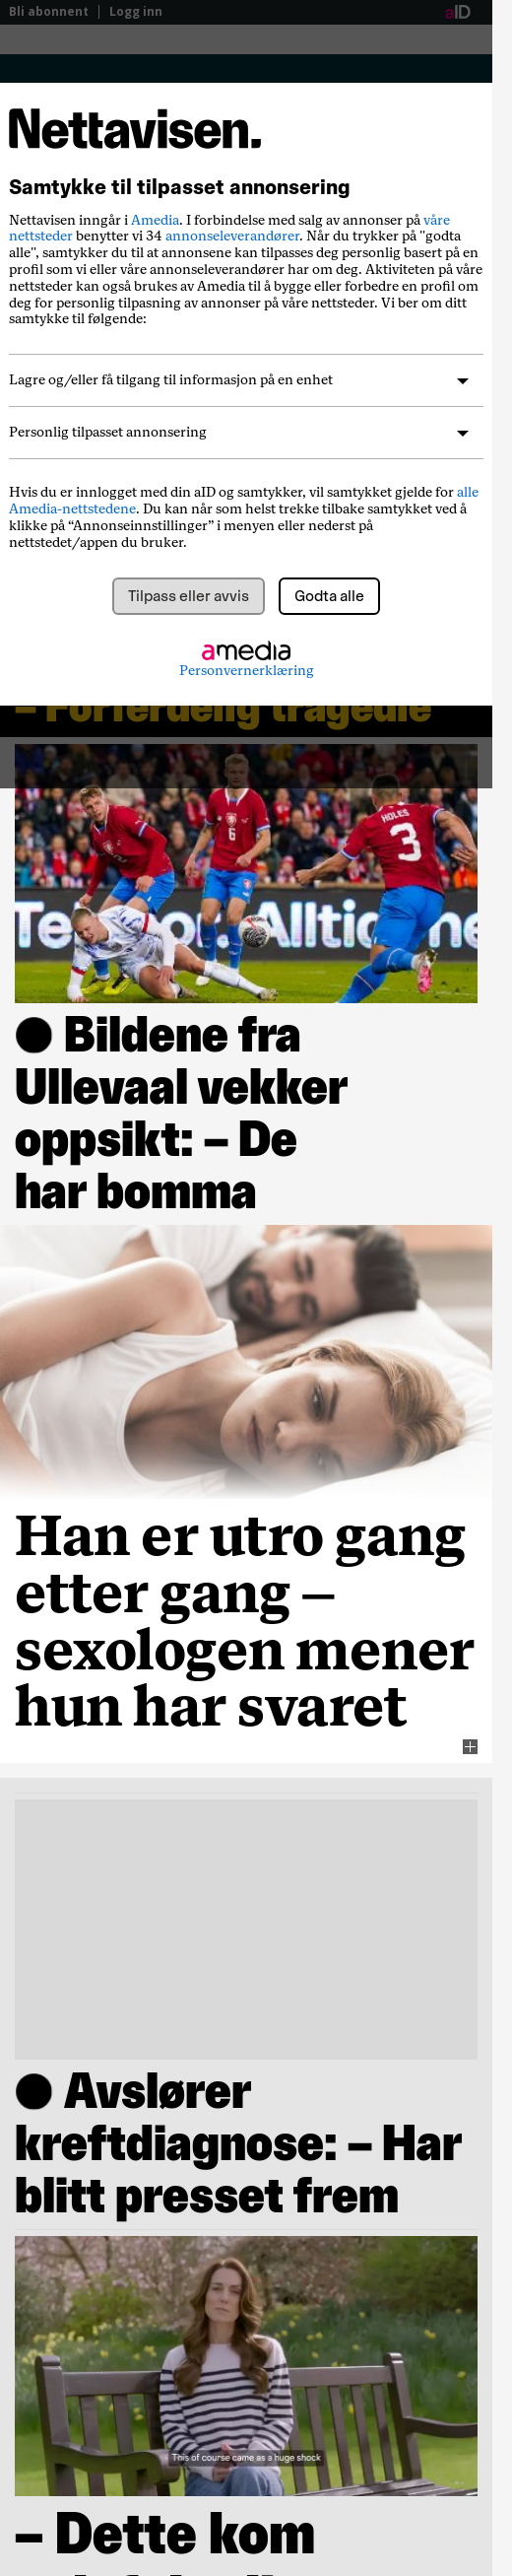 Bli abonnent | Logg inn
aID
Nettavisen.
Samtykke til tilpasset annonsering
Nettavisen inngår i Amedia. I forbindelse med salg av annonser på våre
nettsteder benytter vi 34 annonseleverandører. Når du trykker på "godta
alle", samtykker du til at annonsene kan tilpasses deg personlig basert på en
profil som vi eller våre annonseleverandører har om deg. Aktiviteten på våre
nettsteder kan også brukes av Amedia til å bygge eller forbedre en profil om
deg for personlig tilpasning av annonser på våre nettsteder. Vi ber om ditt
samtykke til følgende:
Lagre og/eller få tilgang til informasjon på en enhet
Personlig tilpasset annonsering
Hvis du er innlogget med din aID og samtykker, vil samtykket gjelde for alle
Amedia-nettstedene. Du kan når som helst trekke tilbake samtykket ved å
klikke på “Annonseinnstillinger” i menyen eller nederst på
nettstedet/appen du bruker.
Tilpass eller avvis
Godta alle
amedia
Personvernerklæring
– Forferdelig tragedie
HOLEŠ
3
6
Alltid
Bildene fra
Ullevaal vekker
oppsikt: – De
har bomma
Han er utro gang
etter gang –
sexologen mener
hun har svaret
Avslører
kreftdiagnose: – Har
blitt presset frem
This of course came as a huge shock
– Dette kom